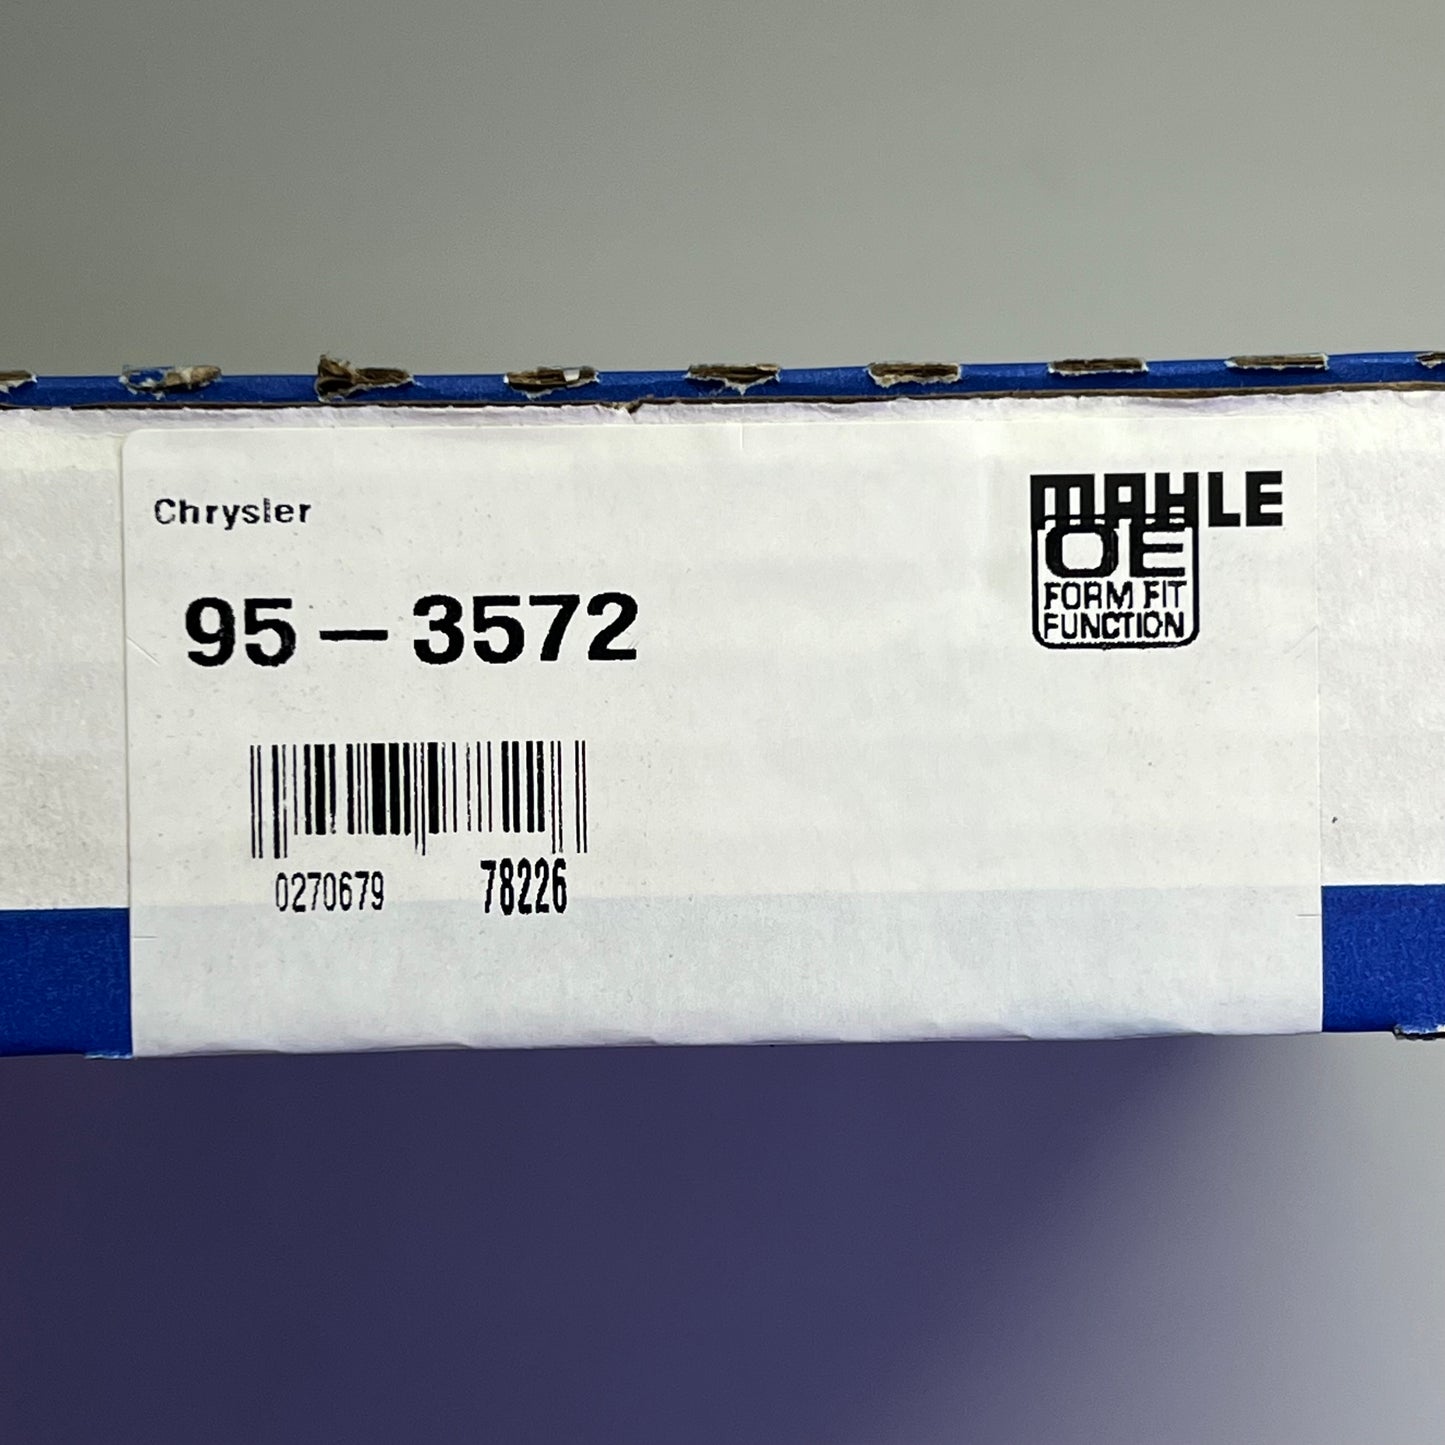 Chrysler
MAHLE
OE
FORM FIT
FUNCTION
95-3572
0270679 78226